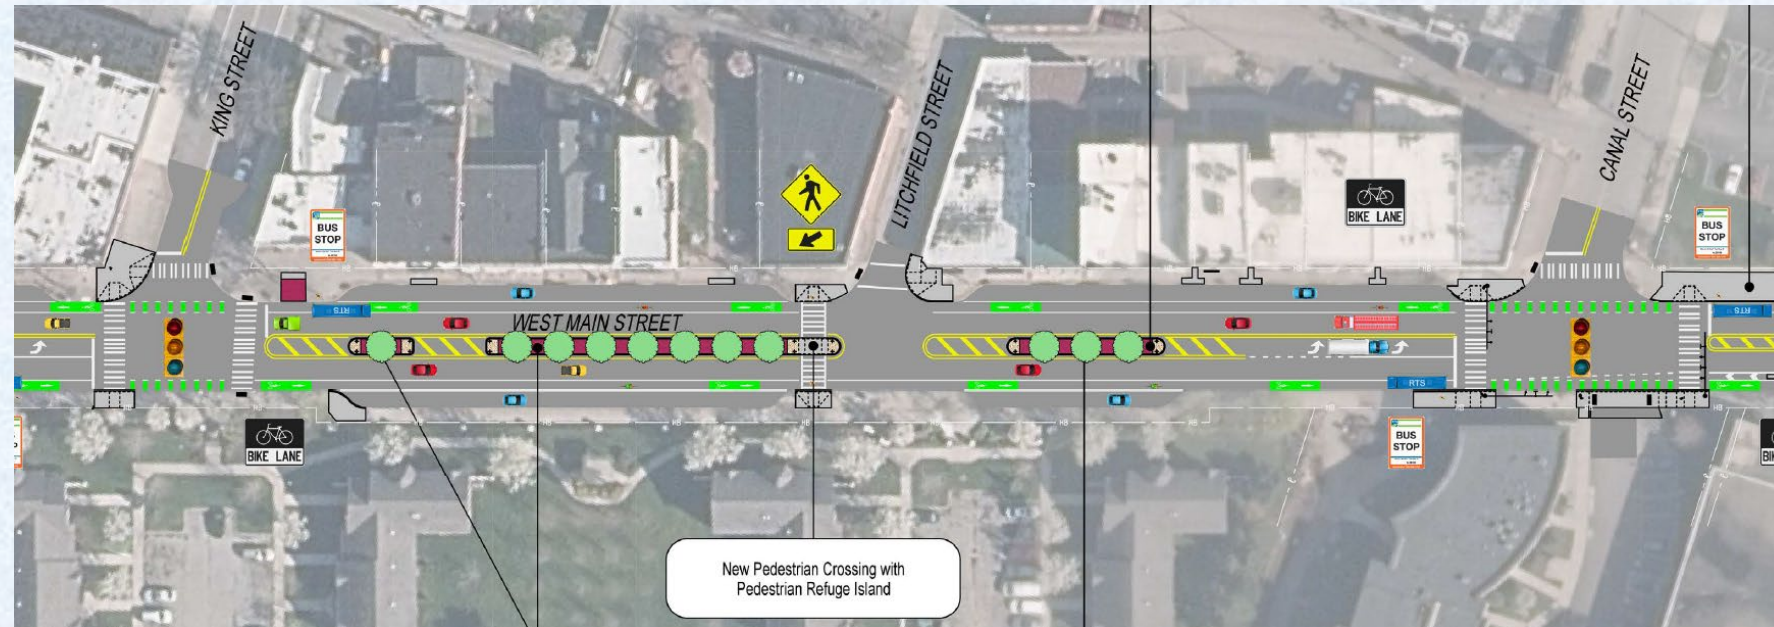 KING STREET
LITCHFIELD STREET
CANAL STREET
BUS
STOP
BIKE LANE
BUS
STOP
RTS
WEST MAIN STREET
RTS
RTS
BIKE LANE
BUS
STOP
New Pedestrian Crossing with
Pedestrian Refuge Island